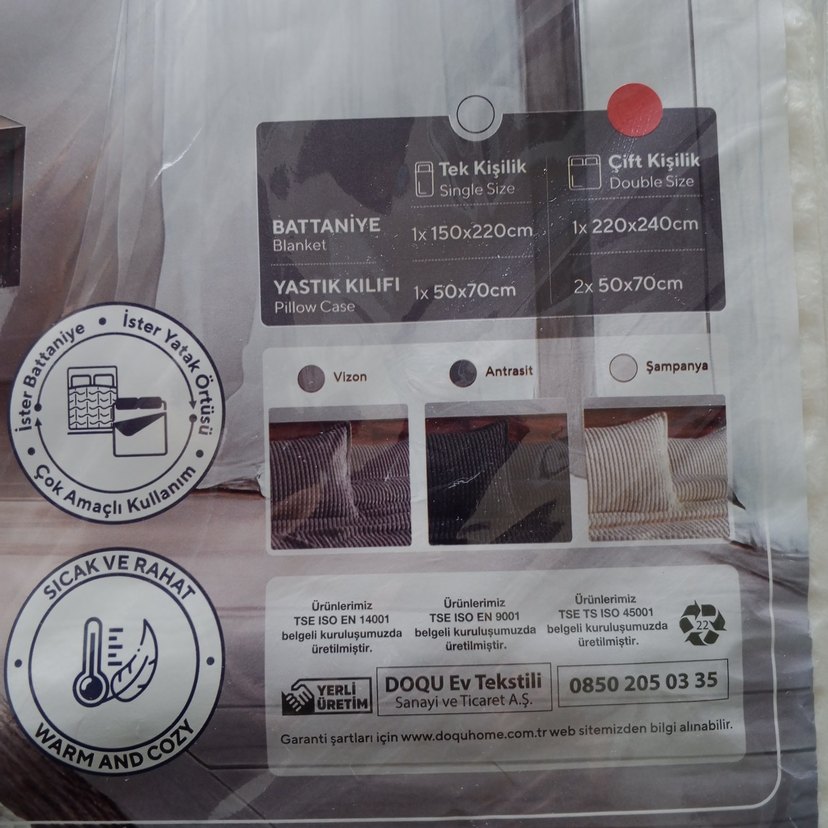 Tek Kişilik
Single Size
Çift Kişilik
Double Size
BATTANİYE
Blanket
1x 150x220cm
1x 220x240cm
YASTIK KILIFI
Pillow Case
1x 50x70cm
2x 50x70cm
İster Battaniye • İster Yatak Örtüsü
Çok Amaçlı Kullanım
Vizon
Antrasit
Şampanya
SICAK VE RAHAT
WARM AND COZY
Ürünlerimiz
TSE ISO EN 14001
belgeli kuruluşumuzda
üretilmiştir.
Ürünlerimiz
TSE ISO EN 9001
belgeli kuruluşumuzda
üretilmiştir.
Ürünlerimiz
TSE TS ISO 45001
belgeli kuruluşumuzda
üretilmiştir.
22
YERLİ
ÜRETİM
DOQU Ev Tekstili
Sanayi ve Ticaret A.Ş.
0850 205 03 35
Garanti şartları için www.doquhome.com.tr web sitemizden bilgi alınabilir.